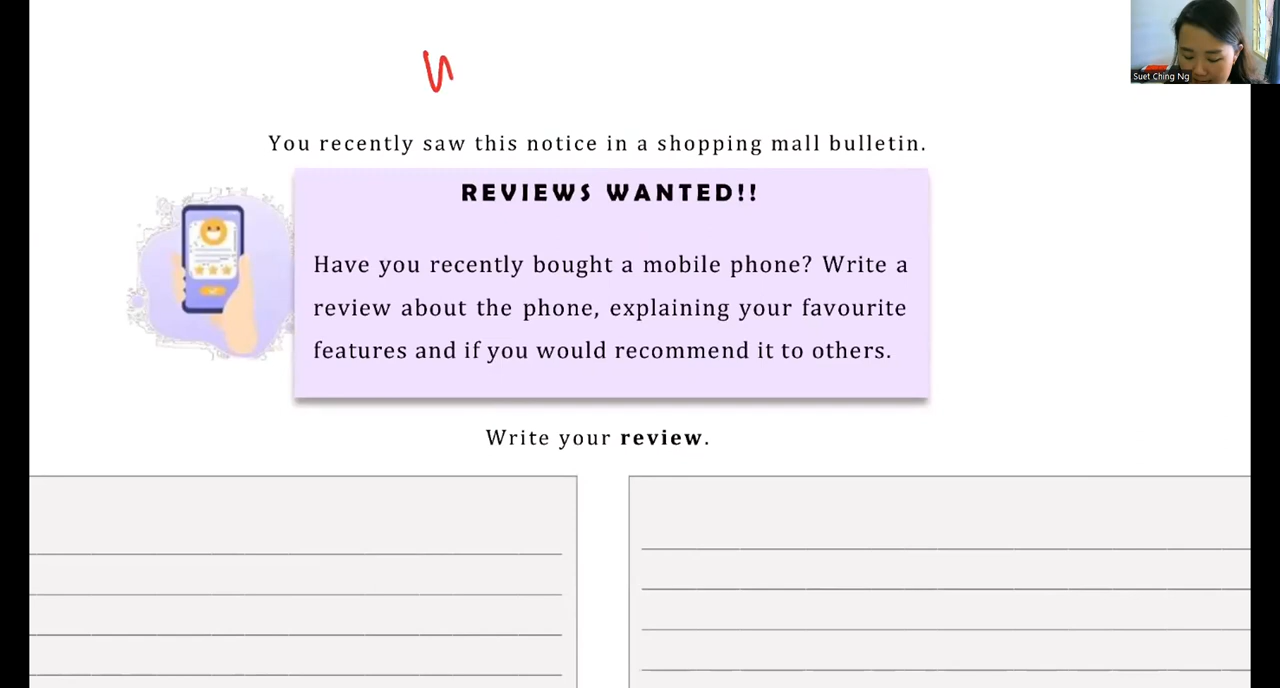 Suet Ching Ng
You recently saw this notice in a shopping mall bulletin.
REVIEWS WANTED!!
Have you recently bought a mobile phone? Write a
review about the phone, explaining your favourite
features and if you would recommend it to others.
Write your review.